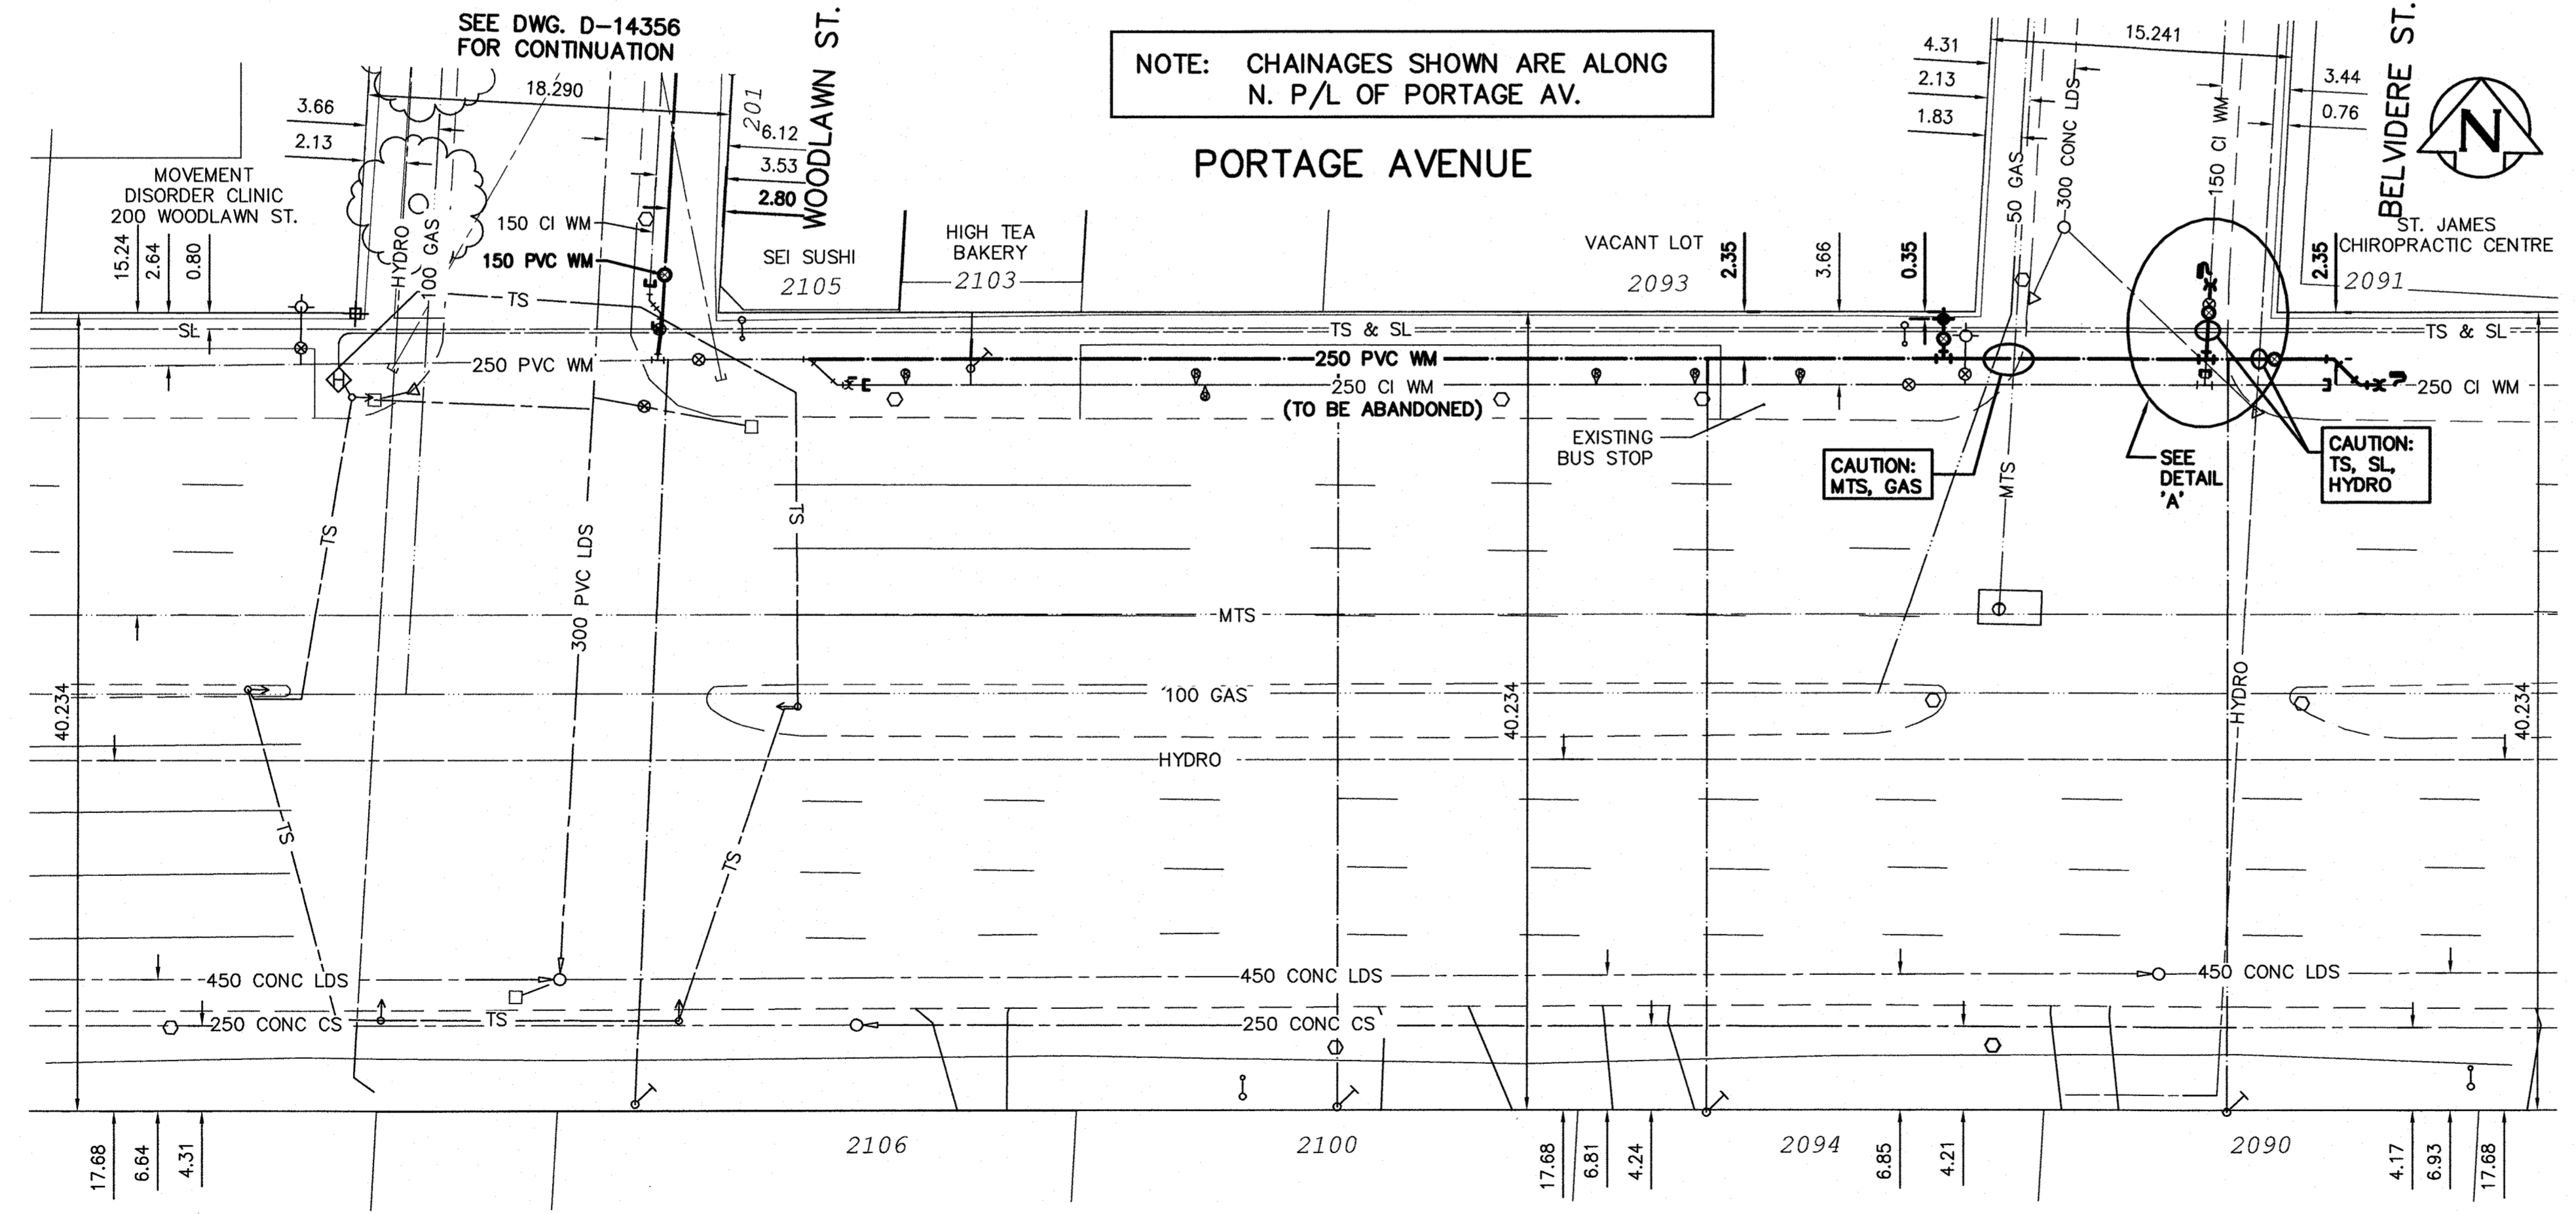 SEE DWG. D-14356
FOR CONTINUATION
WOODLAWN ST.
NOTE: CHAINAGES SHOWN ARE ALONG
N. P/L OF PORTAGE AV.
PORTAGE AVENUE
BELVIDERE ST.
N
18.290
3.66
2.13
201
6.12
3.53
2.80
4.31
2.13
1.83
15.241
3.44
0.76
MOVEMENT
DISORDER CLINIC
200 WOODLAWN ST.
15.24
2.64
0.80
HYDRO
100 GAS
150 CI WM
150 PVC WM
SEI SUSHI
2105
HIGH TEA
BAKERY
2103
VACANT LOT
2093
2.35
3.66
0.35
50 GAS
300 CONC LDS
150 CI WM
2.35
ST. JAMES
CHIROPRACTIC CENTRE
2091
SL
TS
TS & SL
TS & SL
250 PVC WM
250 PVC WM
250 CI WM
(TO BE ABANDONED)
250 CI WM
EXISTING
BUS STOP
CAUTION:
MTS, GAS
MTS
SEE
DETAIL
'A'
CAUTION:
TS, SL,
HYDRO
TS
TS
300 PVC LDS
MTS
40.234
100 GAS
40.234
HYDRO
40.234
HYDRO
TS
TS
450 CONC LDS
450 CONC LDS
450 CONC LDS
250 CONC CS
TS
250 CONC CS
17.68
6.64
4.31
2106
2100
17.68
6.81
4.24
2094
6.85
4.21
2090
4.17
6.93
17.68